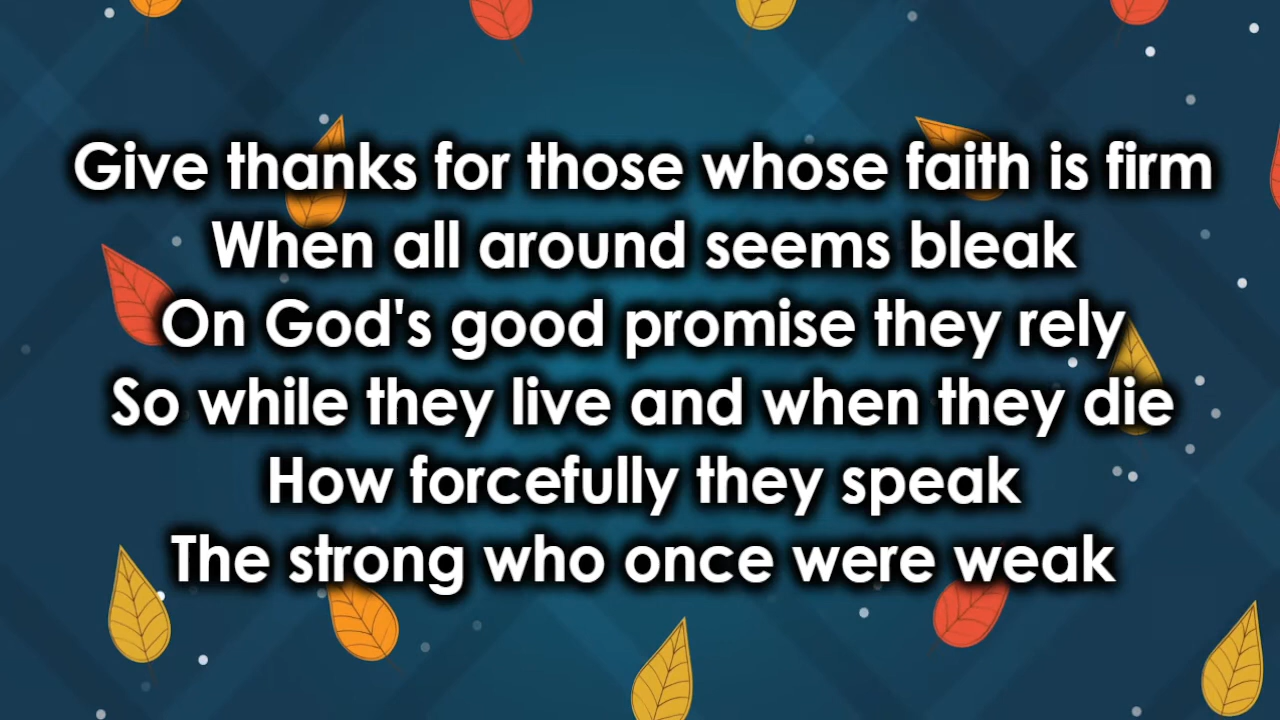 Give thanks for those whose faith is firm
When all around seems bleak
On God's good promise they rely
So while they live and when they die
How forcefully they speak
The strong who once were weak